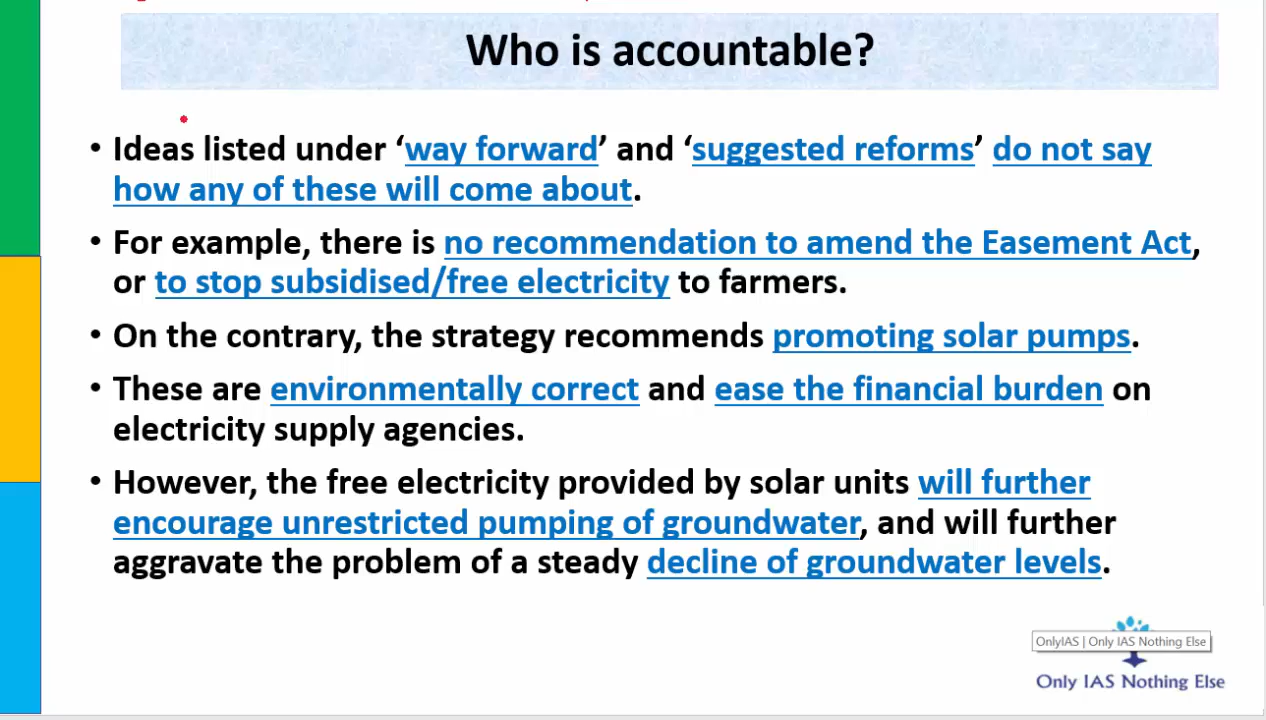 Who is accountable?
• Ideas listed under ‘way forward’ and ‘suggested reforms’ do not say
how any of these will come about.
• For example, there is no recommendation to amend the Easement Act,
or to stop subsidised/free electricity to farmers.
• On the contrary, the strategy recommends promoting solar pumps.
• These are environmentally correct and ease the financial burden on
electricity supply agencies.
• However, the free electricity provided by solar units will further
encourage unrestricted pumping of groundwater, and will further
aggravate the problem of a steady decline of groundwater levels.
OnlyIAS | Only IAS Nothing Else
Only IAS Nothing Else